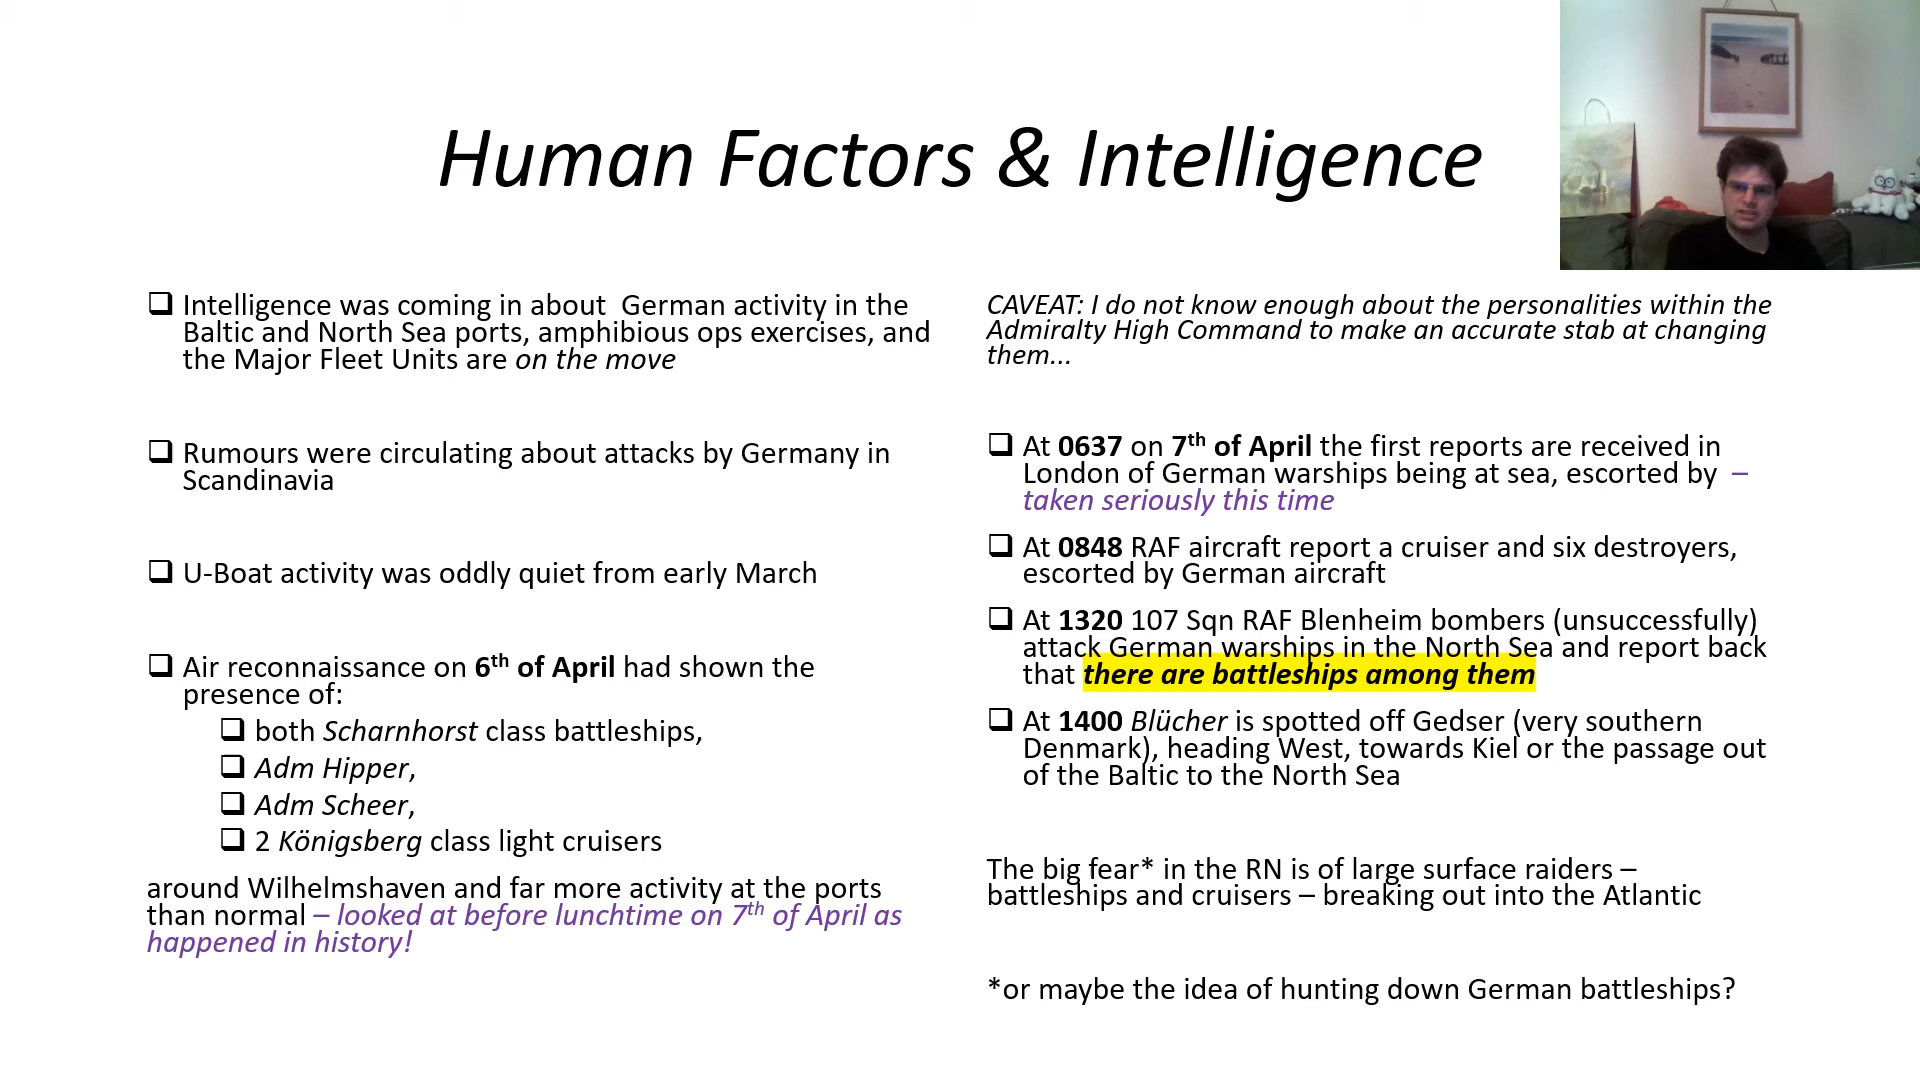 Human Factors & Intelligence
❑ Intelligence was coming in about  German activity in the
Baltic and North Sea ports, amphibious ops exercises, and
the Major Fleet Units are on the move
❑ Rumours were circulating about attacks by Germany in
Scandinavia
❑ U-Boat activity was oddly quiet from early March
❑ Air reconnaissance on 6th of April had shown the
presence of:
❑ both Scharnhorst class battleships,
❑ Adm Hipper,
❑ Adm Scheer,
❑ 2 Königsberg class light cruisers
around Wilhelmshaven and far more activity at the ports
than normal – looked at before lunchtime on 7th of April as
happened in history!
CAVEAT: I do not know enough about the personalities within the
Admiralty High Command to make an accurate stab at changing
them...
❑ At 0637 on 7th of April the first reports are received in
London of German warships being at sea, escorted by  –
taken seriously this time
❑ At 0848 RAF aircraft report a cruiser and six destroyers,
escorted by German aircraft
❑ At 1320 107 Sqn RAF Blenheim bombers (unsuccessfully)
attack German warships in the North Sea and report back
that there are battleships among them
❑ At 1400 Blücher is spotted off Gedser (very southern
Denmark), heading West, towards Kiel or the passage out
of the Baltic to the North Sea
The big fear* in the RN is of large surface raiders –
battleships and cruisers – breaking out into the Atlantic
*or maybe the idea of hunting down German battleships?